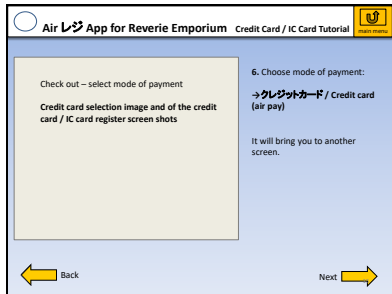 Air レジ App for Reverie Emporium Credit Card / IC Card Tutorial
main menu
Check out – select mode of payment
Credit card selection image and of the credit
card / IC card register screen shots
6. Choose mode of payment:
→クレジットカード / Credit card
(air pay)
It will bring you to another
screen.
Back
Next